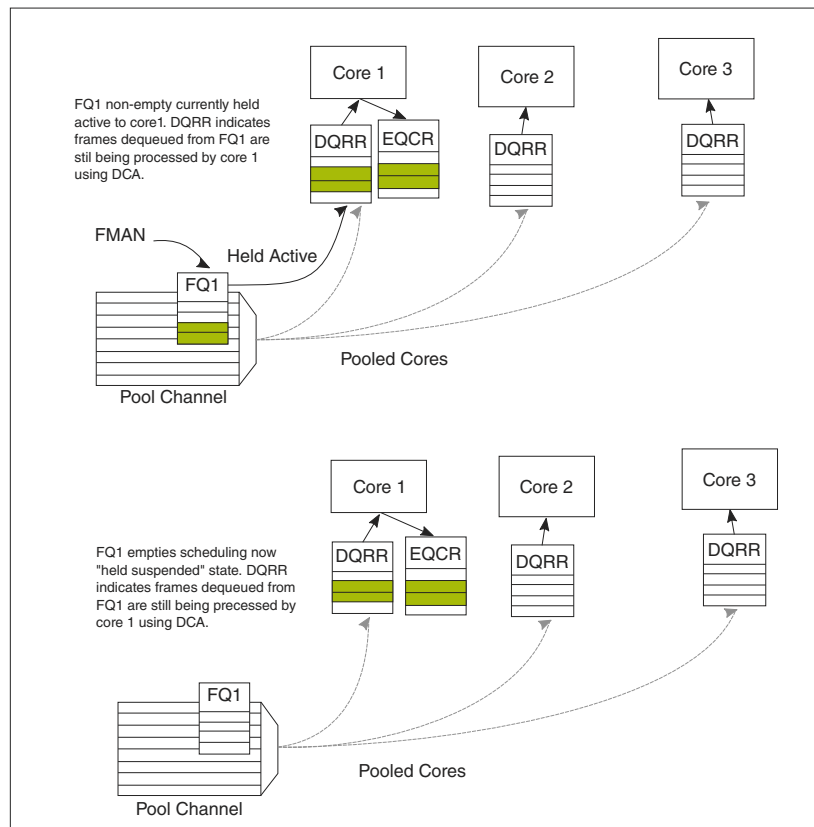 Core 1
Core 2
Core 3
FQ1 non-empty currently held
active to core1. DQRR indicates
frames dequeued from FQ1 are
stil being processed by core 1
using DCA.
DQRR
EQCR
DQRR
DQRR
FMAN
Held Active
FQ1
Pooled Cores
Pool Channel
Core 1
Core 2
Core 3
FQ1 empties scheduling now
"held suspended" state. DQRR
indicates frames dequeued from
FQ1 are still being precessed by
core 1 using DCA.
DQRR
EQCR
DQRR
DQRR
FQ1
Pooled Cores
Pool Channel